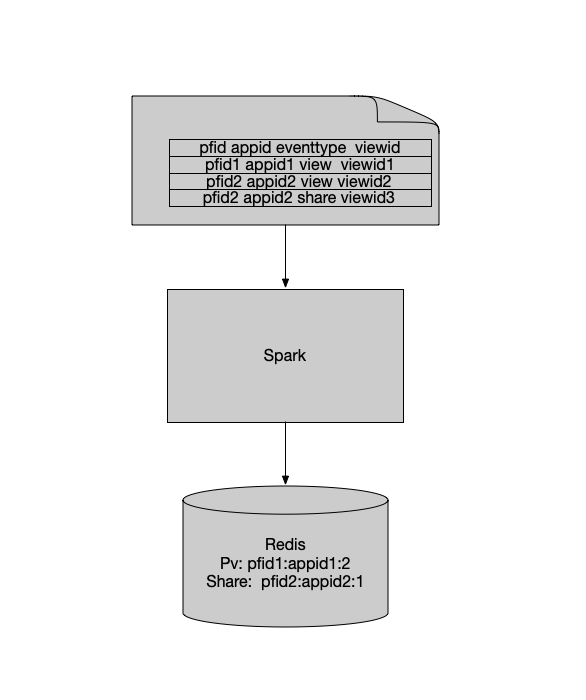 pfid appid eventtype viewid
pfid1 appid1 view viewid1
pfid2 appid2 view viewid2
pfid2 appid2 share viewid3
Spark
Redis
Pv: pfid1:appid1:2
Share: pfid2:appid2:1